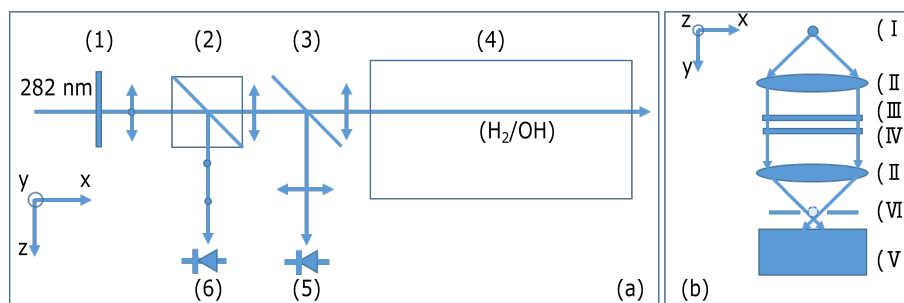 (1)
(2)
(3)
(4)
282 nm
(H2/OH)
y
x
z
(6)
(5)
(a)
z
x
y
(Ⅰ
(Ⅱ
(Ⅲ
(Ⅳ
(Ⅱ
(Ⅵ
(Ⅴ
(b)